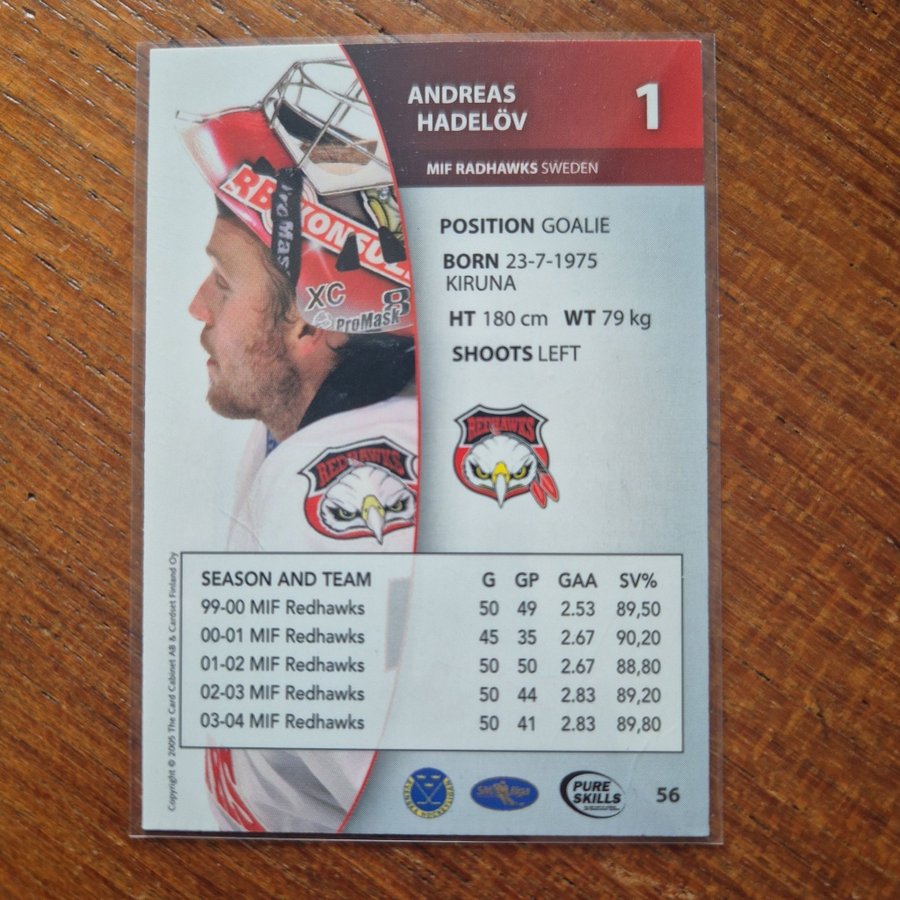 ANDREAS
HADELÖV
1
MIF RADHAWKS SWEDEN
POSITION GOALIE
BORN 23-7-1975
KIRUNA
HT 180 cm WT 79 kg
SHOOTS LEFT
ProMask
XC
8
ProMask
REDHAWKS
REDHAWKS
SEASON AND TEAM G GP GAA SV%
99-00 MIF Redhawks 50 49 2.53 89,50
00-01 MIF Redhawks 45 35 2.67 90,20
01-02 MIF Redhawks 50 50 2.67 88,80
02-03 MIF Redhawks 50 44 2.83 89,20
03-04 MIF Redhawks 50 41 2.83 89,80
Copyright © 2005 The Card Cabinet AB & Cardset Finland Oy
SVENSKA HOCKEYLIGAN
PURE
SKILLS
56